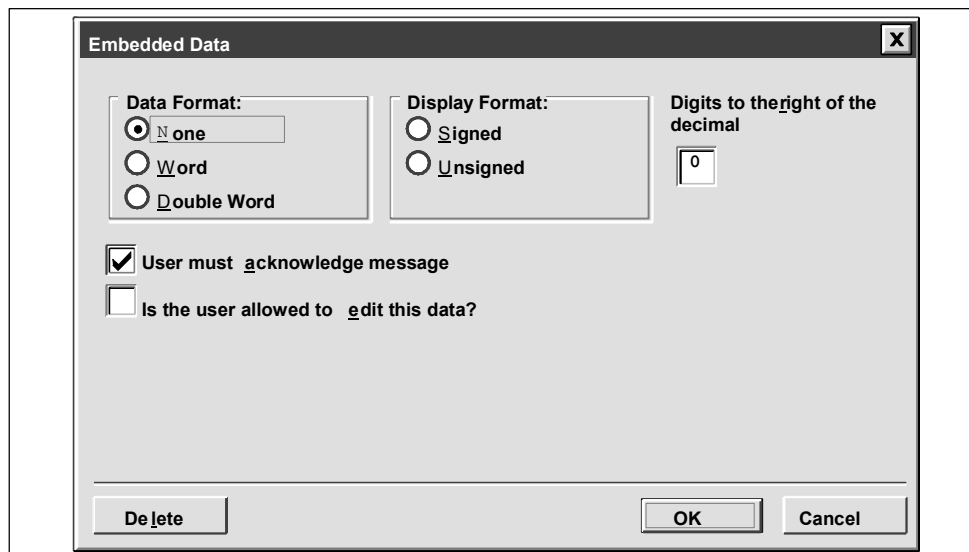 Embedded Data
X
Data Format:
None
Word
Double Word
Display Format:
Signed
Unsigned
Digits to theright of the
decimal
0
User must acknowledge message
Is the user allowed to edit this data?
Delete
OK
Cancel